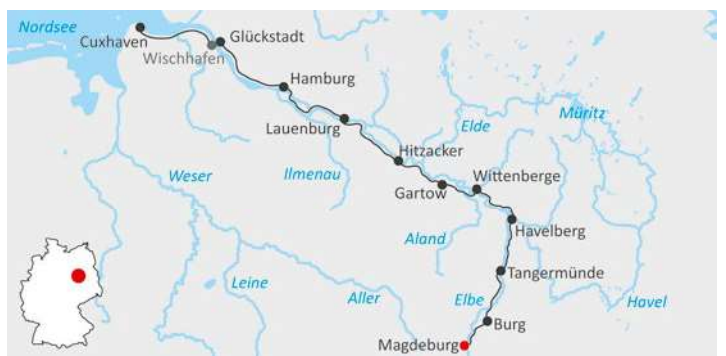 Nordsee
Cuxhaven
Glückstadt
Wischhafen
Hamburg
Lauenburg
Elde
Müritz
Hitzacker
Weser
Ilmenau
Gartow
Wittenberge
Havelberg
Aland
Tangermünde
Leine
Aller
Elbe
Havel
Burg
Magdeburg